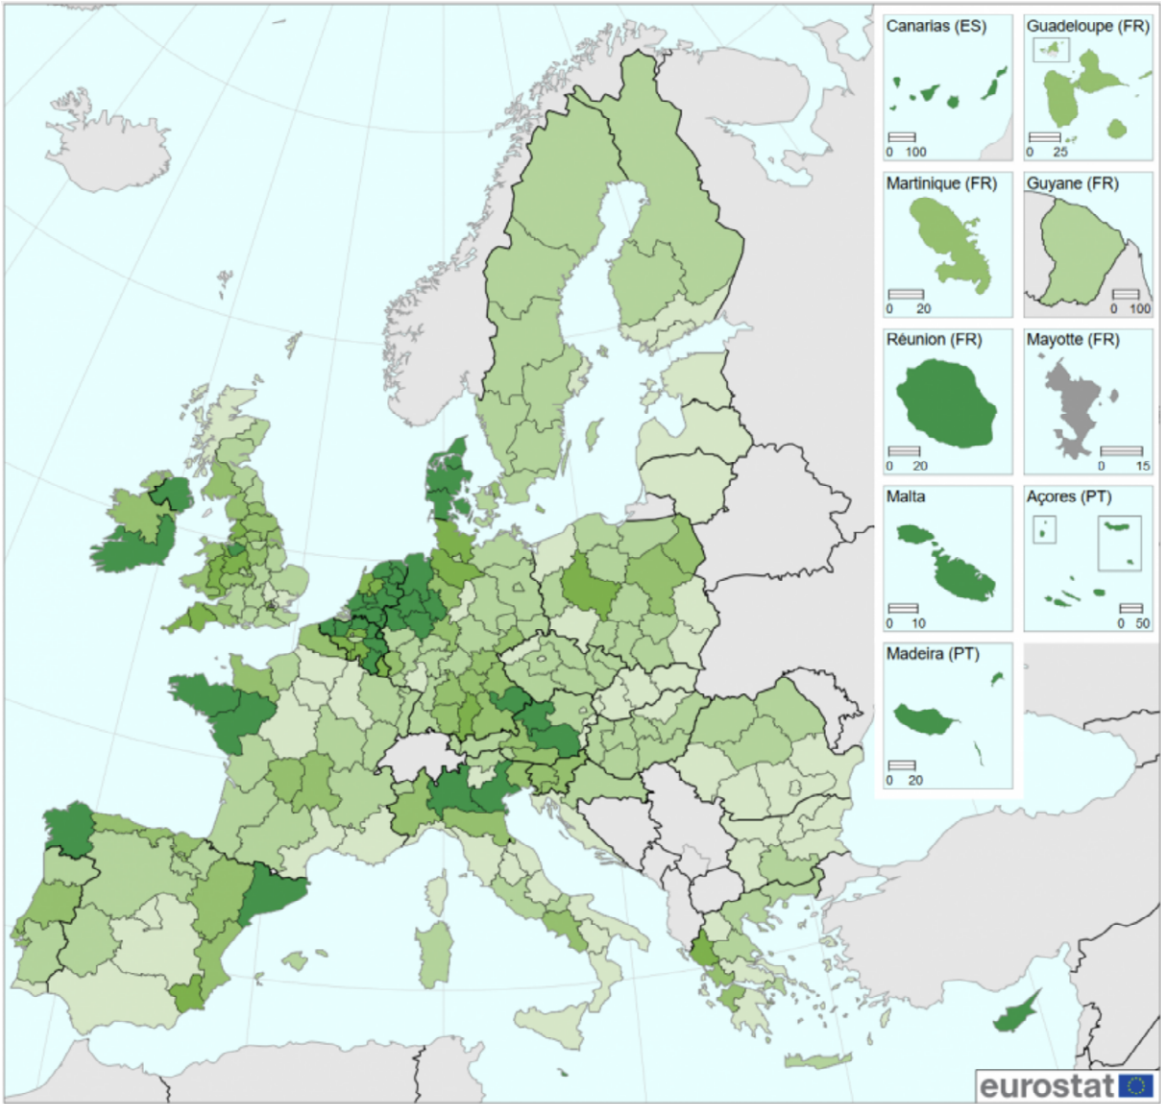 Canarias (ES)
0 100
Guadeloupe (FR)
0 25
Martinique (FR)
0 20
Guyane (FR)
0 100
Réunion (FR)
0 20
Mayotte (FR)
0 15
Malta
0 10
Açores (PT)
0 50
Madeira (PT)
0 20
eurostat